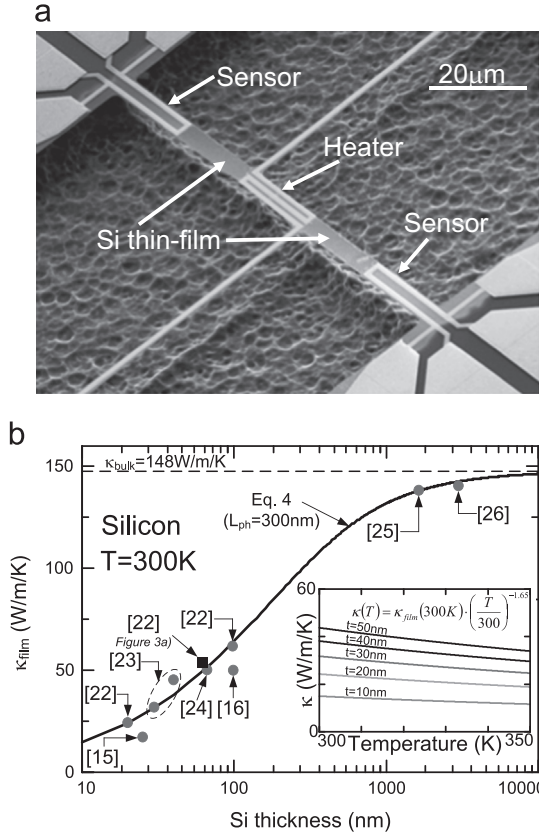 a
20μm
Sensor
Heater
Si thin-film
Sensor
b
κbulk=148W/m/K
150
100
50
0
κfilm (W/m/K)
Silicon
T=300K
Eq. 4
(Lph=300nm)
[25]
[26]
[22]
Figure 3a)
[22]
[23]
[22]
[24]
[16]
[15]
60
κ(T) = κfilm(300K)·(T/300)^-1.65
t=50nm
t=40nm
t=30nm
t=20nm
t=10nm
κ (W/m/K)
0
300
Temperature (K)
350
10
100
1000
10000
Si thickness (nm)